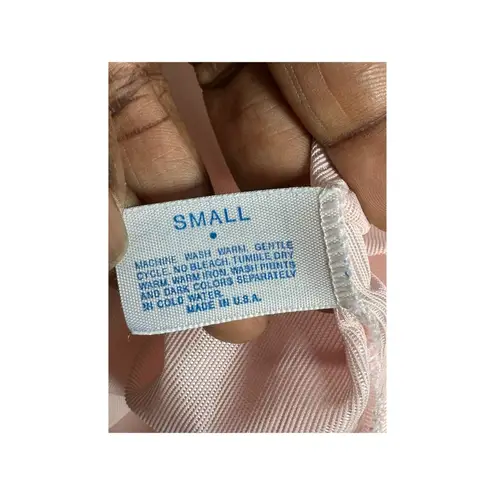 SMALL
MACHINE WASH WARM, GENTLE
CYCLE. NO BLEACH, TUMBLE DRY
WARM, WARM IRON, WASH PRINTS
AND DARK COLORS SEPARATELY
IN COLD WATER.
MADE IN U.S.A.